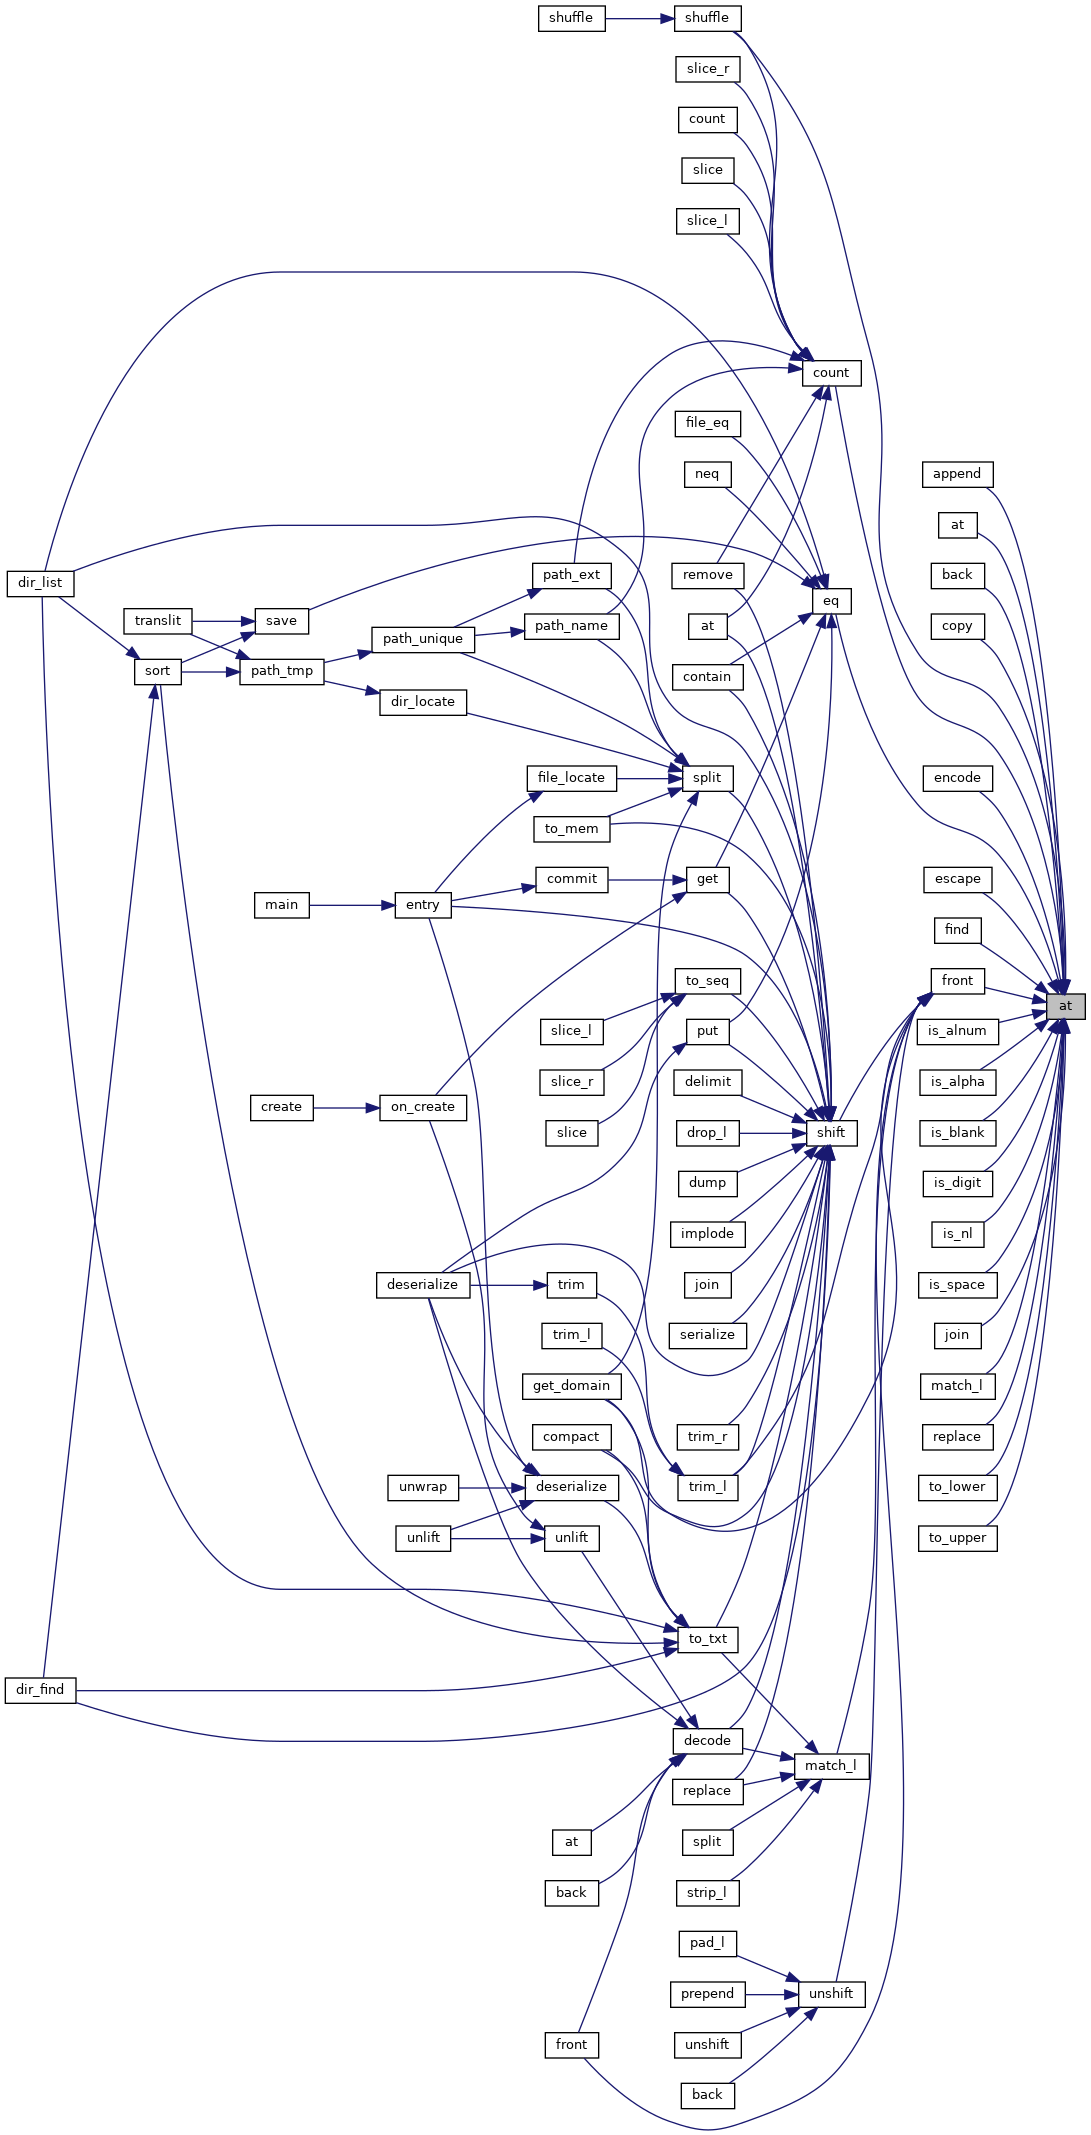 shuffle
shuffle
slice_r
count
slice
slice_l
count
file_eq
neq
append
at
path_ext
remove
back
dir_list
eq
translit
save
path_name
at
copy
path_unique
sort
path_tmp
contain
dir_locate
file_locate
split
encode
to_mem
commit
get
escape
main
entry
find
to_seq
front
at
slice_l
put
is_alnum
slice_r
delimit
is_alpha
create
on_create
slice
drop_l
shift
is_blank
dump
is_digit
implode
is_nl
deserialize
trim
join
is_space
trim_l
serialize
join
get_domain
match_l
compact
trim_r
replace
unwrap
deserialize
trim_l
to_lower
unlift
unlift
to_upper
to_txt
dir_find
decode
match_l
replace
at
split
back
strip_l
pad_l
prepend
unshift
front
unshift
back